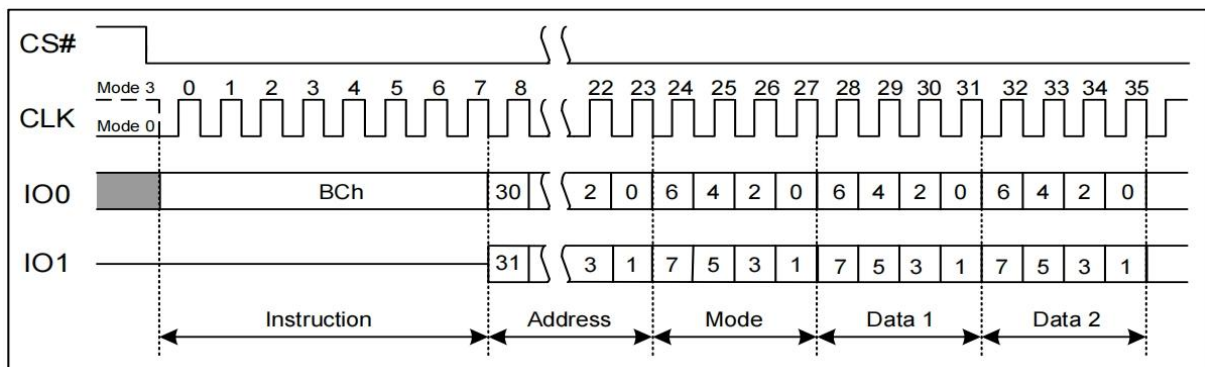 CS#
Mode 3 0 1 2 3 4 5 6 7 8 22 23 24 25 26 27 28 29 30 31 32 33 34 35
CLK
Mode 0
IO0 BCh 30 2 0 6 4 2 0 6 4 2 0 6 4 2 0
IO1 31 3 1 7 5 3 1 7 5 3 1 7 5 3 1
Instruction Address Mode Data 1 Data 2